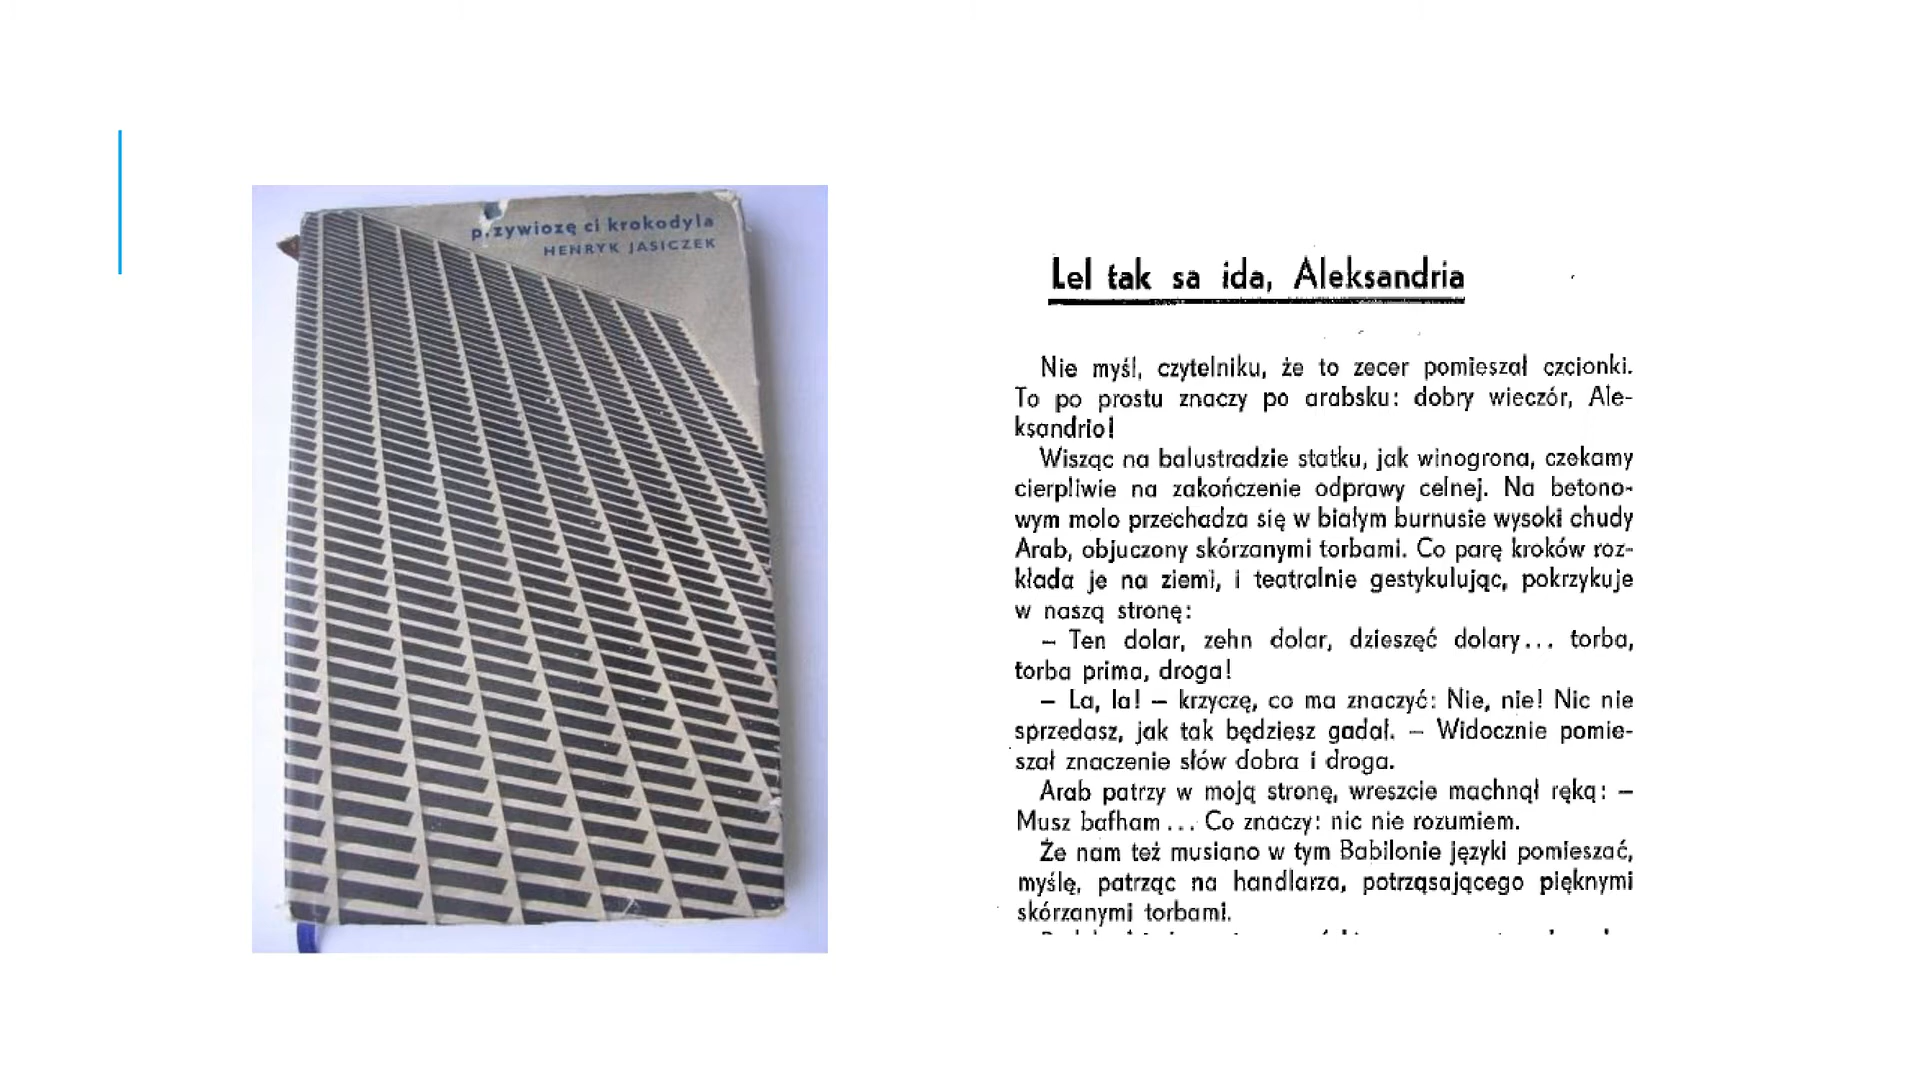 przywiozę ci krokodyla
HENRYK JASICZEK
Lel tak sa ida, Aleksandria
Nie myśl, czytelniku, że to zecer pomieszał czcionki.
To po prostu znaczy po arabsku: dobry wieczór, Ale-
ksandrio!
Wisząc na balustradzie statku, jak winogrona, czekamy
cierpliwie na zakończenie odprawy celnej. Na betono-
wym molo przechadza się w białym burnusie wysoki chudy
Arab, objuczony skórzanymi torbami. Co parę kroków roz-
kłada je na ziemi, i teatralnie gestykulując, pokrzykuje
w naszą stronę:
– Ten dolar, zehn dolar, dzieszęć dolary... torba,
torba prima, droga!
– La, la! – krzyczę, co ma znaczyć: Nie, nie! Nic nie
sprzedasz, jak tak będziesz gadał. – Widocznie pomie-
szał znaczenie słów dobra i droga.
Arab patrzy w moją stronę, wreszcie machnął ręką: –
Musz bafham... Co znaczy: nic nie rozumiem.
Że nam też musiano w tym Babilonie języki pomieszać,
myślę, patrząc na handlarza, potrząsającego pięknymi
skórzanymi torbami.